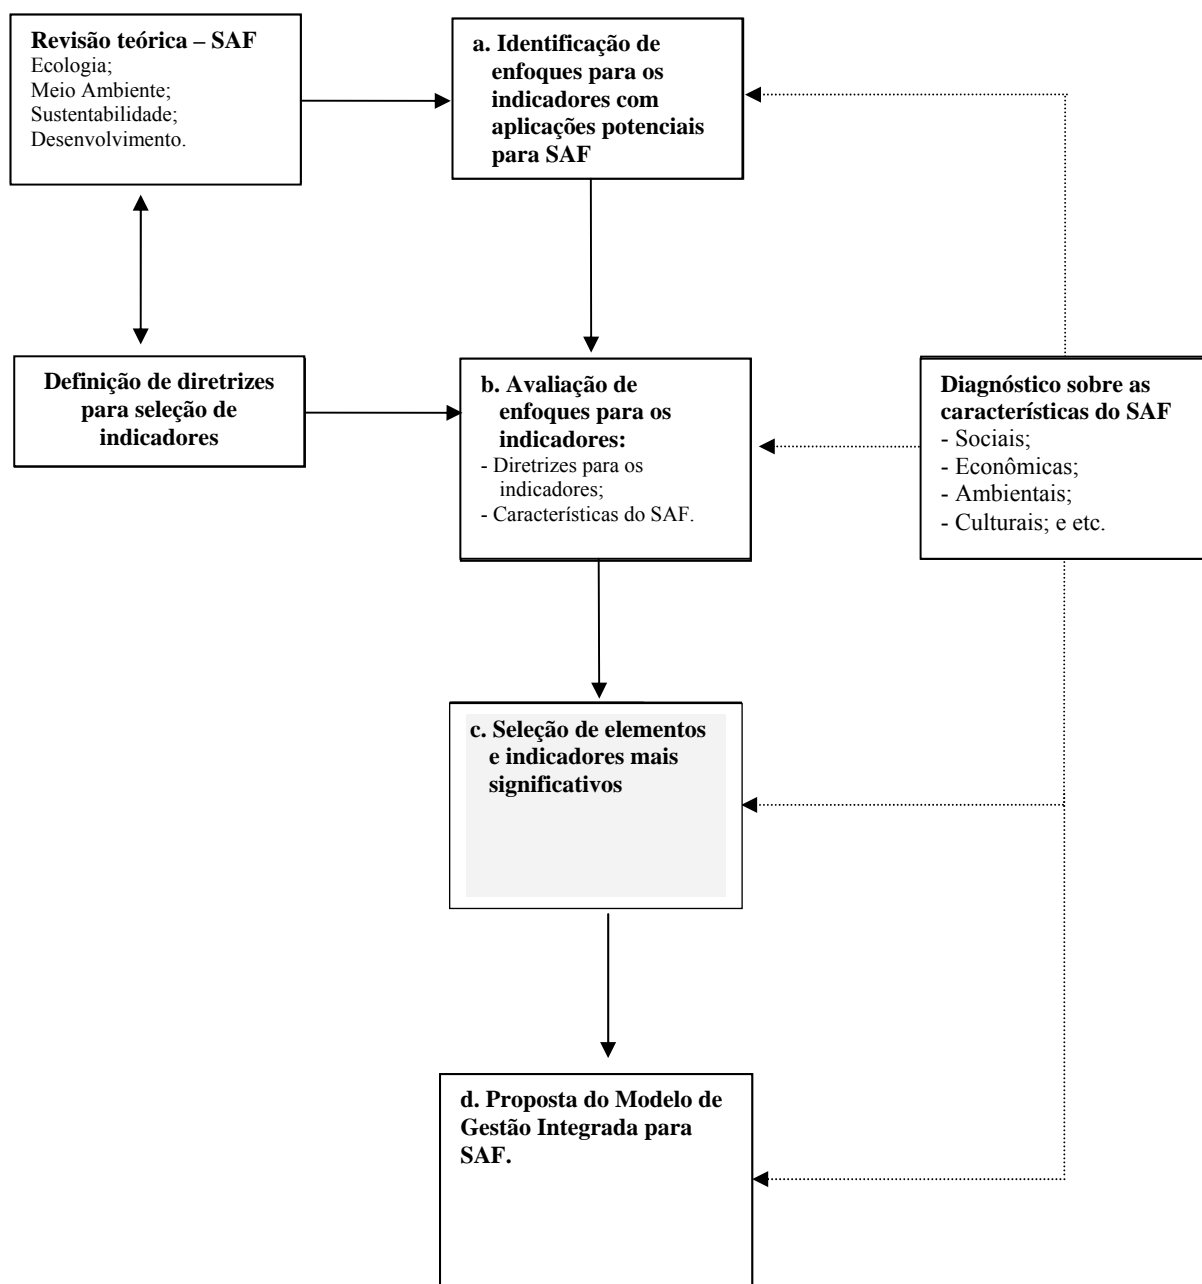 Revisão teórica – SAF
Ecologia;
Meio Ambiente;
Sustentabilidade;
Desenvolvimento.
a. Identificação de
enfoques para os
indicadores com
aplicações potenciais
para SAF
Definição de diretrizes
para seleção de
indicadores
b. Avaliação de
enfoques para os
indicadores:
- Diretrizes para os
indicadores;
- Características do SAF.
Diagnóstico sobre as
características do SAF
- Sociais;
- Econômicas;
- Ambientais;
- Culturais; e etc.
c. Seleção de elementos
e indicadores mais
significativos
d. Proposta do Modelo de
Gestão Integrada para
SAF.